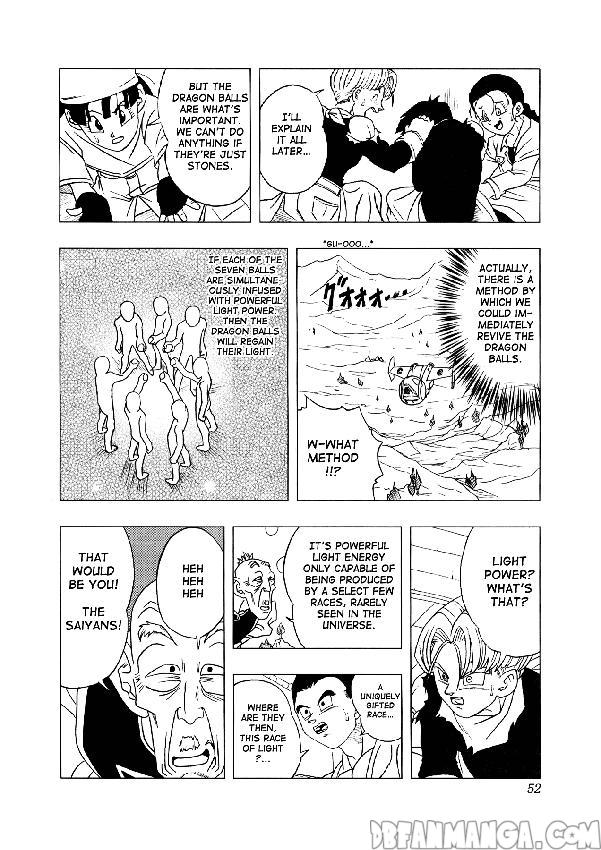 I'LL
EXPLAIN
IT ALL
LATER...
BUT THE
DRAGON BALLS
ARE WHAT'S
IMPORTANT.
WE CAN'T DO
ANYTHING IF
THEY'RE JUST
STONES.
*GU-OOO...*
グオオオ・・・
ACTUALLY,
THERE IS A
METHOD BY
WHICH WE
COULD IM-
MEDIATELY
REVIVE THE
DRAGON
BALLS.
W-WHAT
METHOD
!!?
IF EACH OF THE
SEVEN BALLS
ARE SIMULTANE-
OUSLY INFUSED
WITH POWERFUL
LIGHT POWER.
THEN THE
DRAGON BALLS
WILL REGAIN
THEIR LIGHT.
LIGHT
POWER?
WHAT'S
THAT?
IT'S POWERFUL
LIGHT ENERGY
ONLY CAPABLE OF
BEING PRODUCED
BY A SELECT FEW
RACES, RARELY
SEEN IN THE
UNIVERSE.
A
UNIQUELY
GIFTED
RACE...
WHERE
ARE THEY
THEN,
THIS RACE
OF LIGHT
?...
HEH
HEH
HEH
THAT
WOULD
BE YOU!
THE
SAIYANS!
52
DBFANMANGA.COM